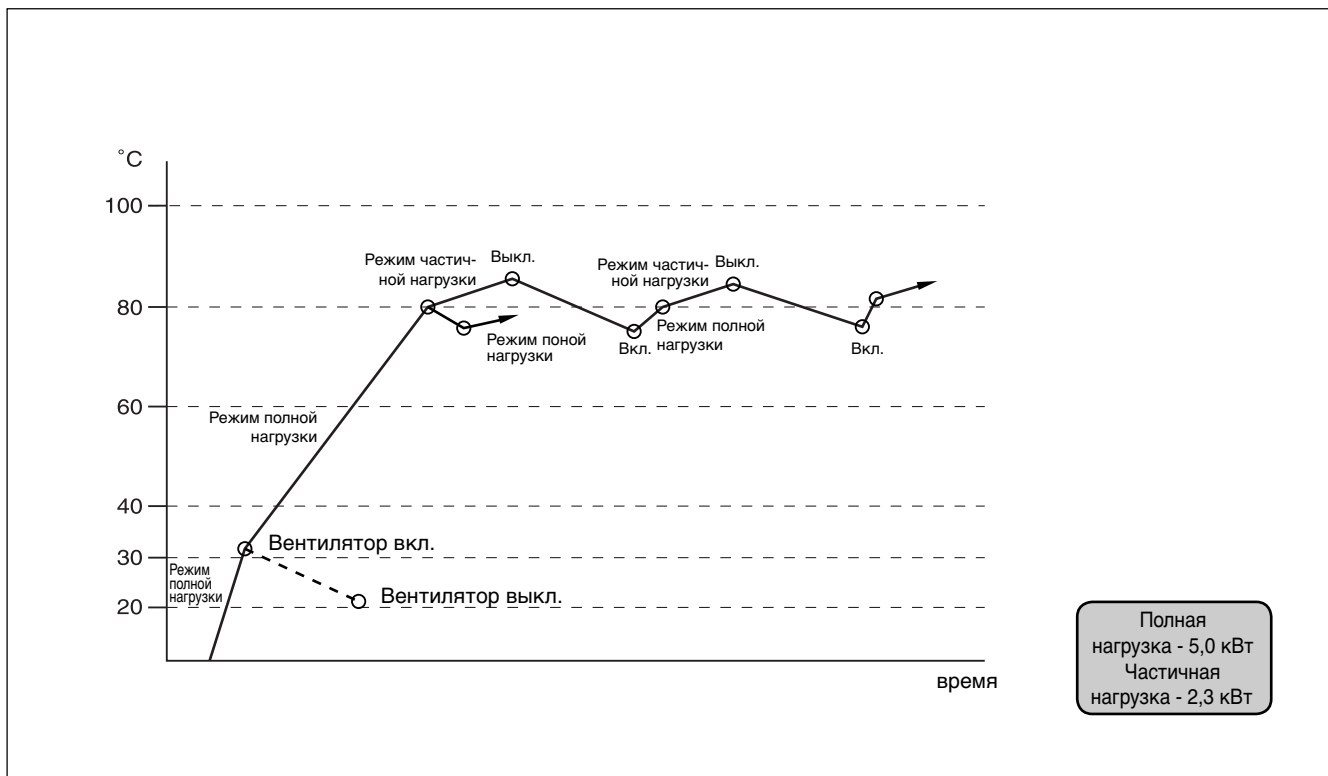 °C
100
80
60
40
30
20
Режим частич-
ной нагрузки
Выкл.
Режим частич-
ной нагрузки
Выкл.
Режим поной
нагрузки
Вкл.
Режим полной
нагрузки
Вкл.
Режим полной
нагрузки
Вентилятор вкл.
Режим
полной
нагрузки
Вентилятор выкл.
время
Полная
нагрузка - 5,0 кВт
Частичная
нагрузка - 2,3 кВт